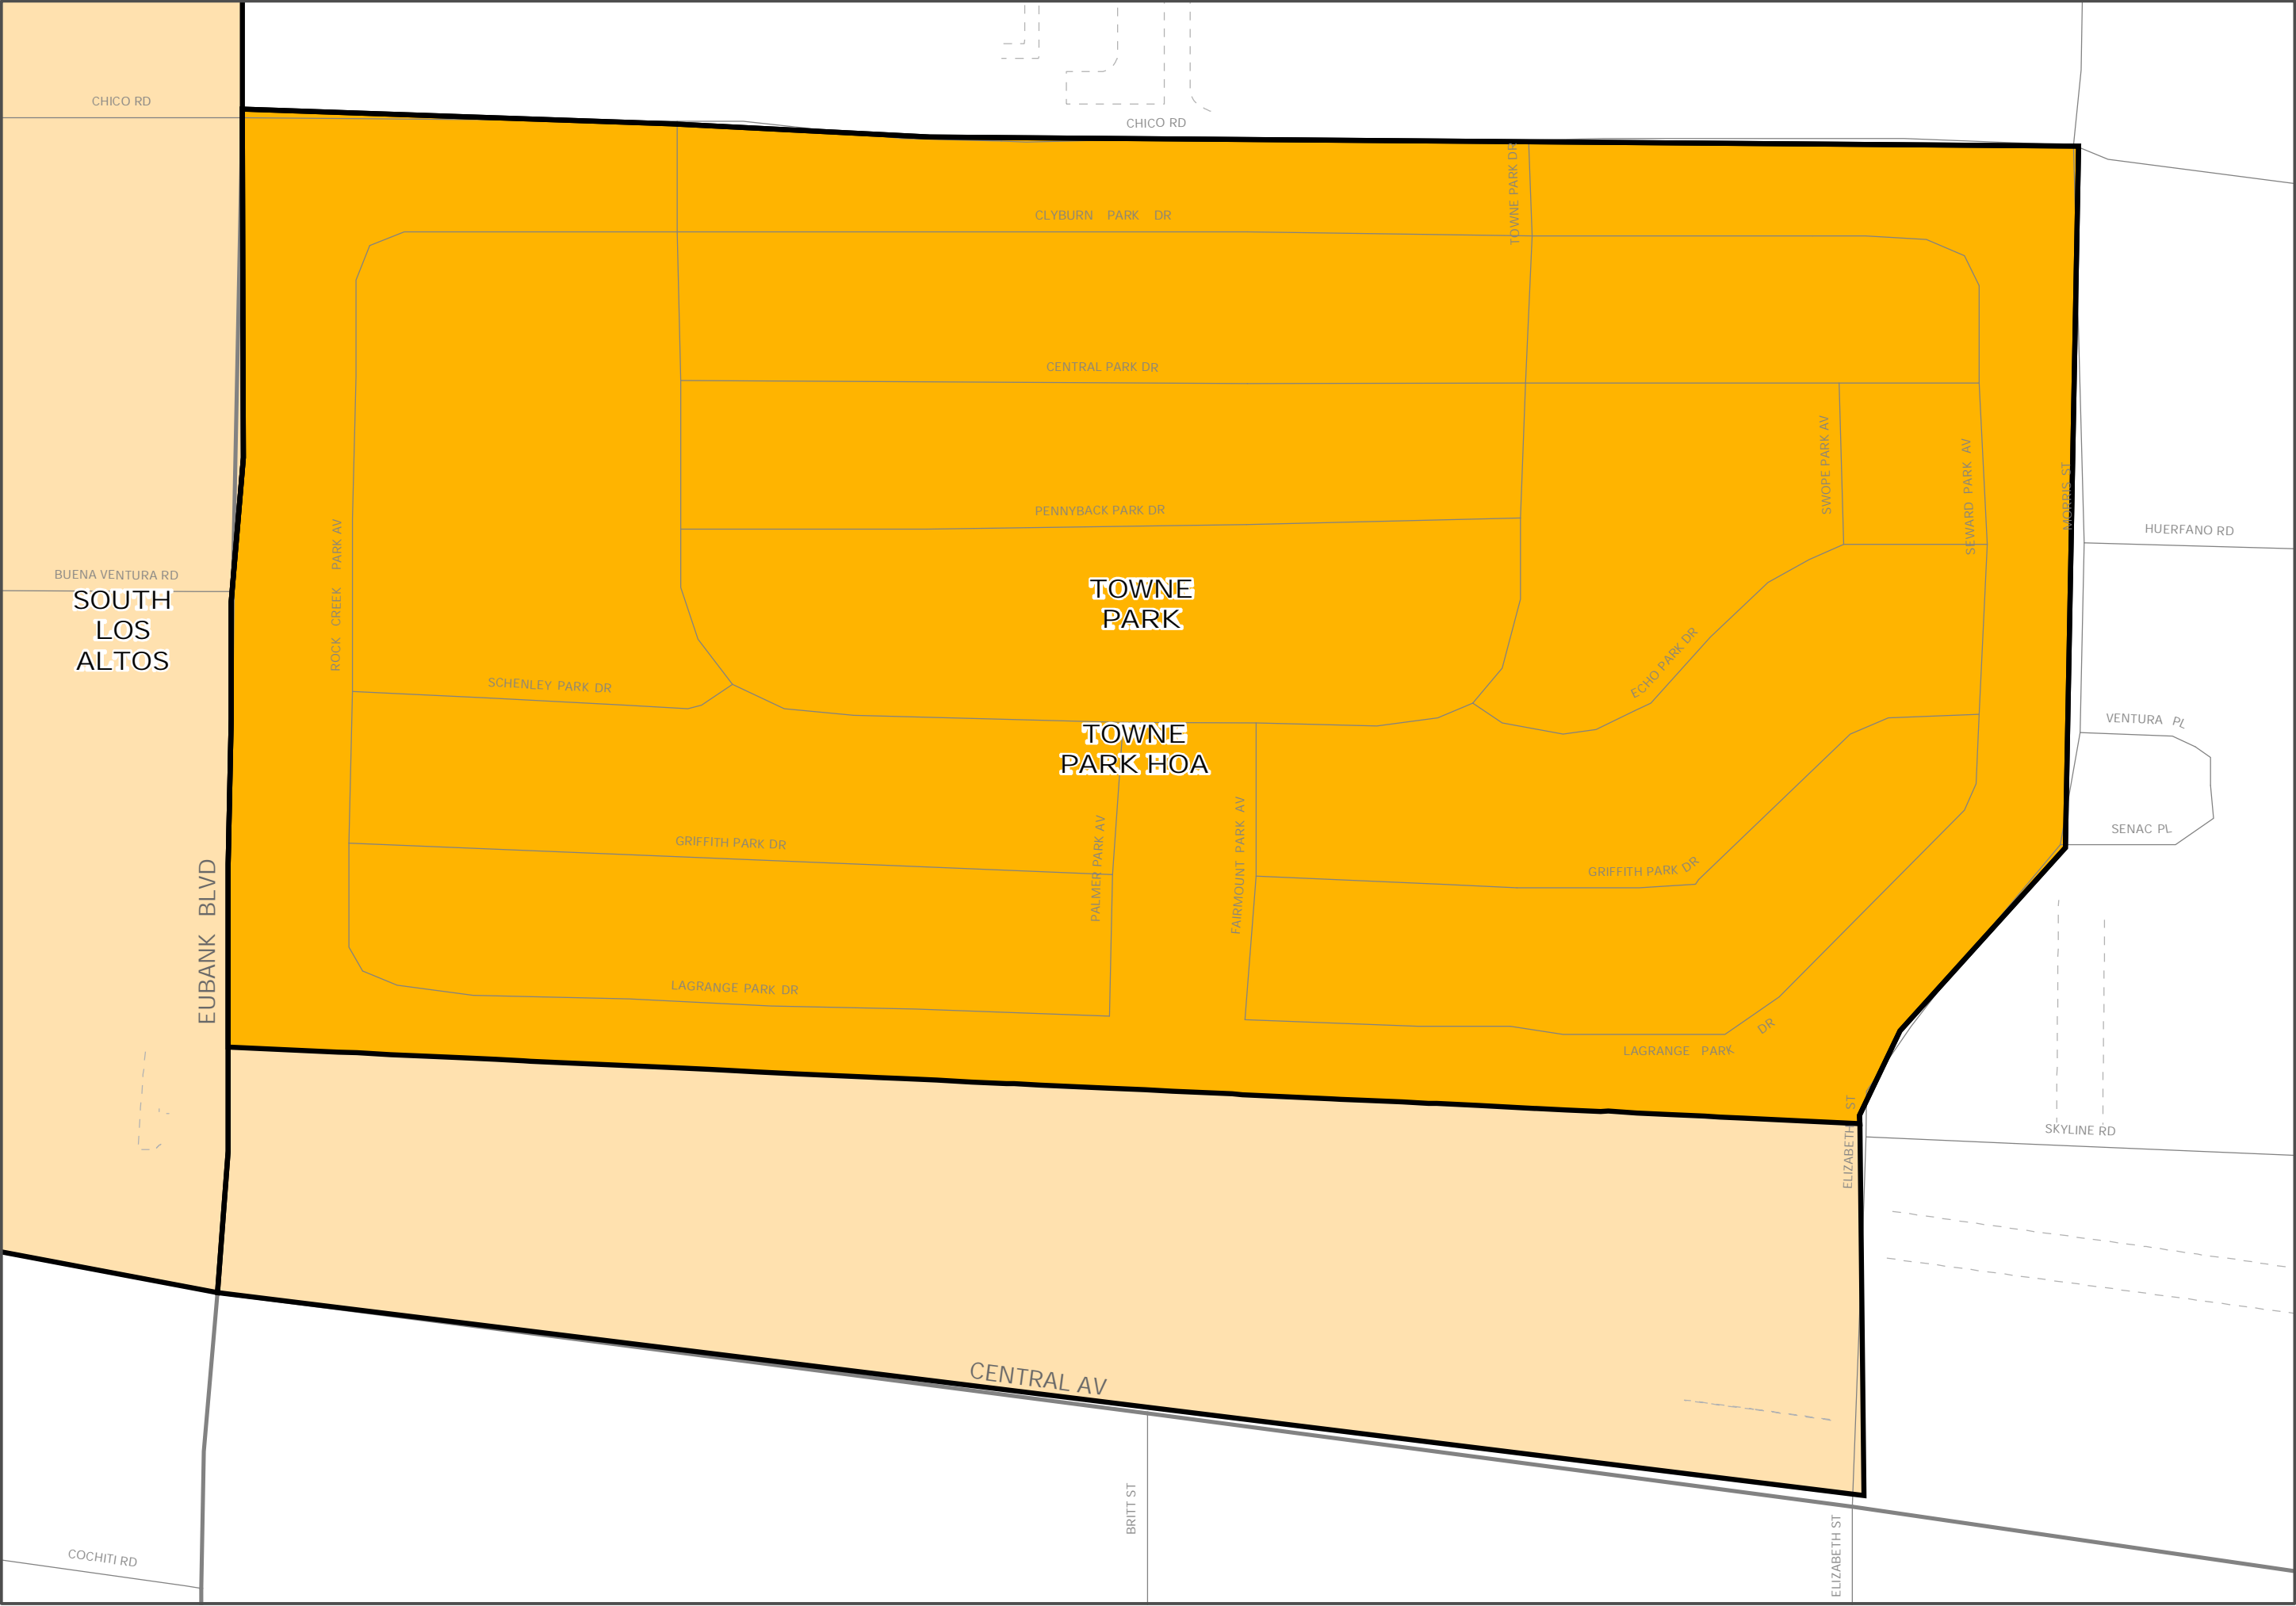 CHICO RD
CHICO RD
TOWNE PARK DR
CLYBURN PARK DR
CENTRAL PARK DR
SWOPE PARK AV
SEWARD PARK AV
MORRIS ST
HUERFANO RD
PENNYBACK PARK DR
ROCK CREEK PARK AV
BUENA VENTURA RD
SOUTH
LOS
ALTOS
TOWNE
PARK
ECHO PARK DR
SCHENLEY PARK DR
VENTURA PL
TOWNE
PARK HOA
SENAC PL
GRIFFITH PARK DR
PALMER PARK AV
FAIRMOUNT PARK AV
GRIFFITH PARK DR
EUBANK BLVD
LAGRANGE PARK DR
LAGRANGE PARK DR
ELIZABETH ST
SKYLINE RD
CENTRAL AV
BRITT ST
ELIZABETH ST
COCHITI RD